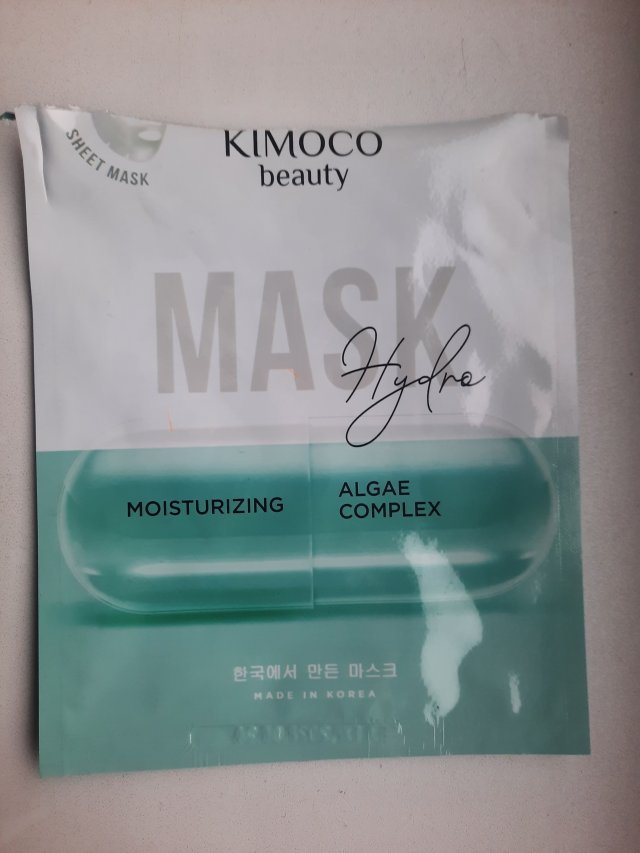 SHEET MASK
KIMOCO
beauty
MASK
Hydro
MOISTURIZING
ALGAE
COMPLEX
한국에서 만든 마스크
MADE IN KOREA